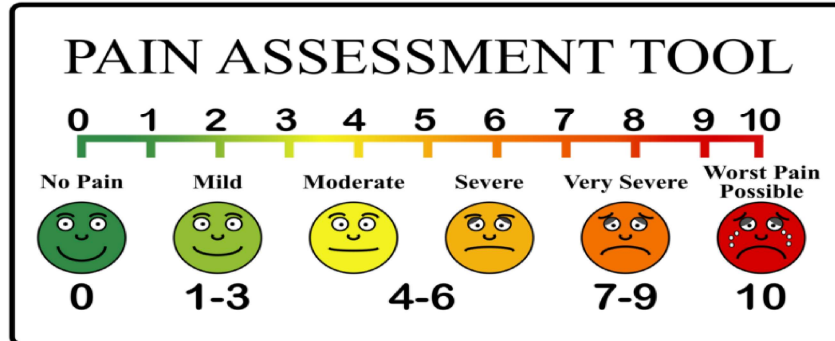 PAIN ASSESSMENT TOOL
0 1 2 3 4 5 6 7 8 9 10
No Pain Mild Moderate Severe Very Severe Worst Pain
Possible
0 1-3 4-6 7-9 10